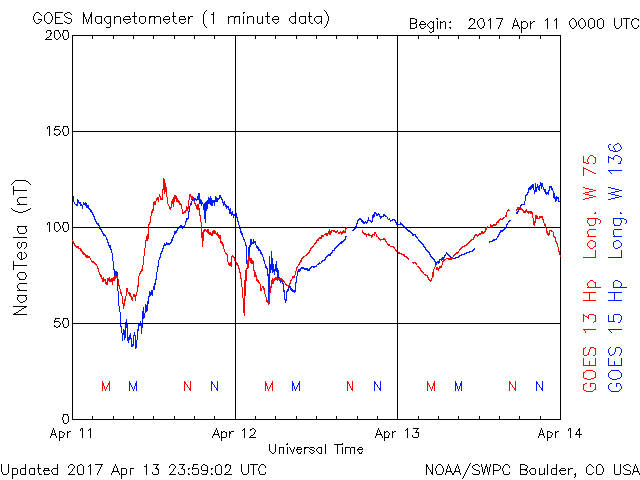 GOES Magnetometer (1 minute data)
Begin: 2017 Apr 11 0000 UTC
200
150
100
50
0
NanoTesla (nT)
GOES 13 Hp Long. W 75
GOES 15 Hp Long. W 136
M M N N M M N N M M N N
Apr 11 Apr 12 Apr 13 Apr 14
Universal Time
Updated 2017 Apr 13 23:59:02 UTC
NOAA/SWPC Boulder, CO USA